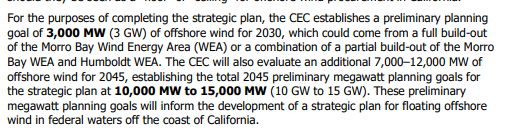 For the purposes of completing the strategic plan, the CEC establishes a preliminary planning
goal of 3,000 MW (3 GW) of offshore wind for 2030, which could come from a full build-out
of the Morro Bay Wind Energy Area (WEA) or a combination of a partial build-out of the Morro
Bay WEA and Humboldt WEA. The CEC will also evaluate an additional 7,000–12,000 MW of
offshore wind for 2045, establishing the total 2045 preliminary megawatt planning goals for
the strategic plan at 10,000 MW to 15,000 MW (10 GW to 15 GW). These preliminary
megawatt planning goals will inform the development of a strategic plan for floating offshore
wind in federal waters off the coast of California.